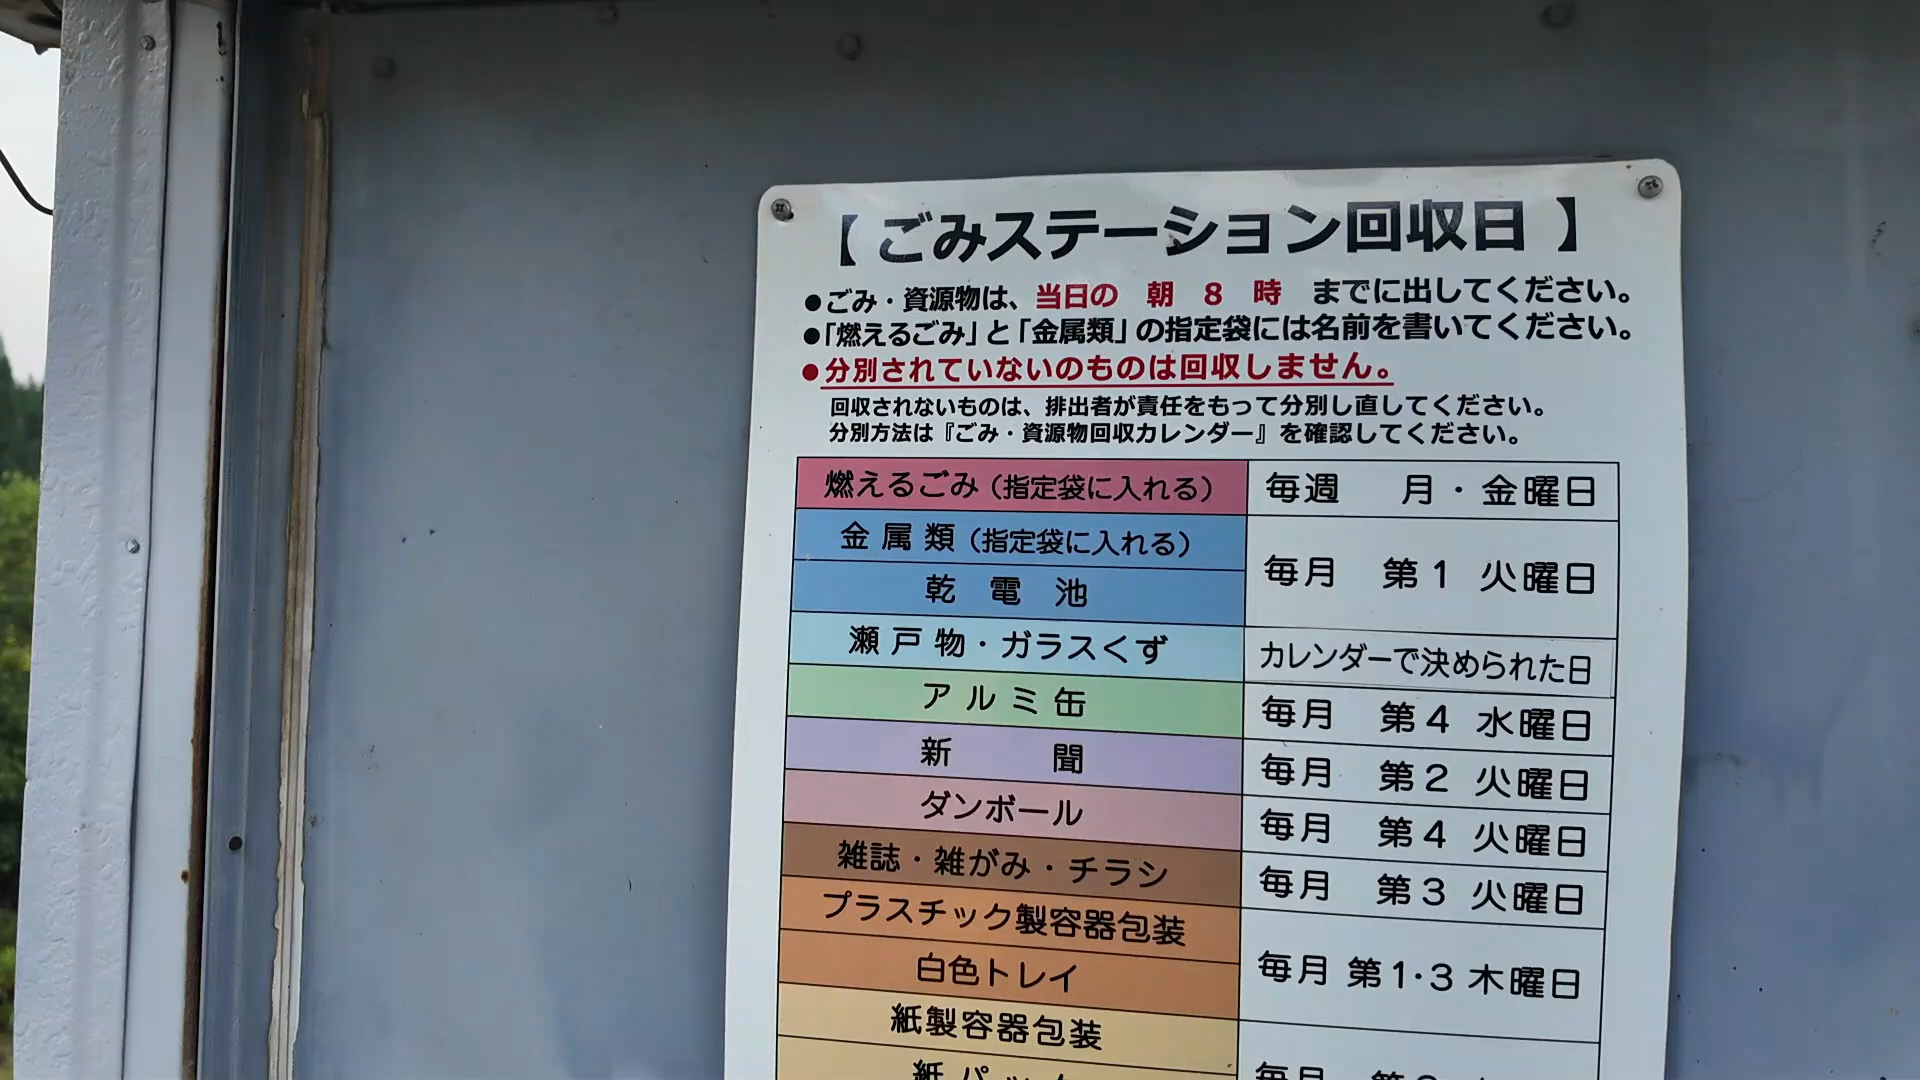 【 ごみステーション回収日 】
●ごみ・資源物は、当日の 朝 8 時 までに出してください。
●「燃えるごみ」と「金属類」の指定袋には名前を書いてください。
●分別されていないのものは回収しません。
回収されないものは、排出者が責任をもって分別し直してください。
分別方法は『ごみ・資源物回収カレンダー』を確認してください。
燃えるごみ（指定袋に入れる） 毎週 月・金曜日
金属類（指定袋に入れる）
乾電池
毎月 第1 火曜日
瀬戸物・ガラスくず カレンダーで決められた日
アルミ缶 毎月 第4 水曜日
新聞 毎月 第2 火曜日
ダンボール 毎月 第4 火曜日
雑誌・雑がみ・チラシ 毎月 第3 火曜日
プラスチック製容器包装
白色トレイ
毎月 第1・3 木曜日
紙製容器包装
紙パック
毎月 第